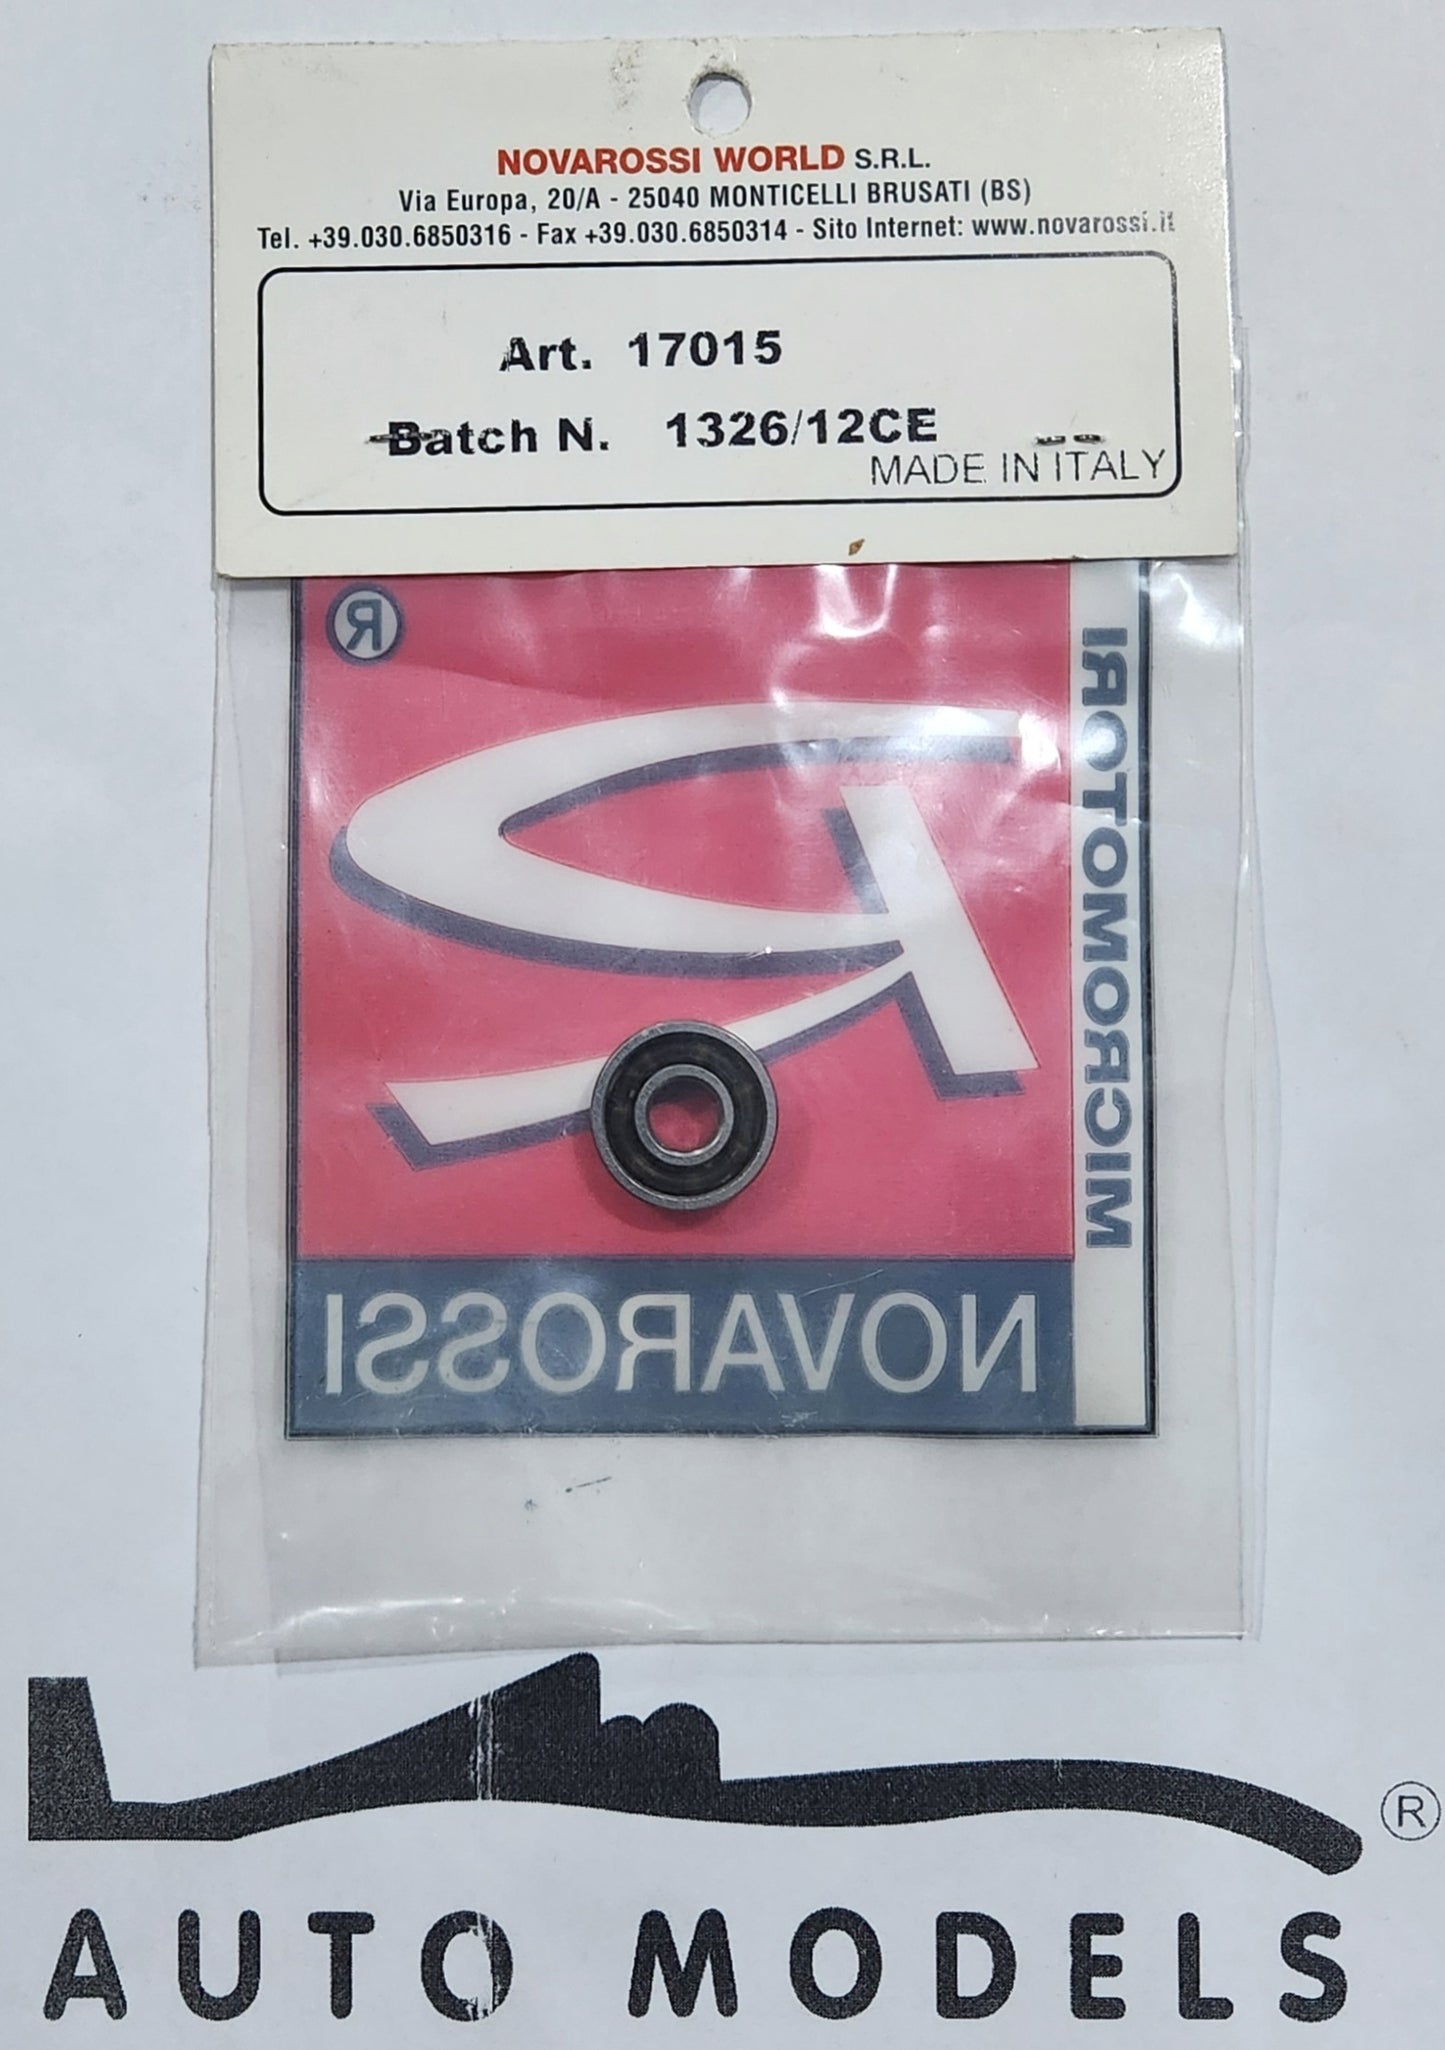 NOVAROSSI WORLD S.R.L.
Via Europa, 20/A - 25040 MONTICELLI BRUSATI (BS)
Tel. +39.030.6850316 - Fax +39.030.6850314 - Sito Internet: www.novarossi.it
Art. 17015
Batch N. 1326/12CE
MADE IN ITALY
®
MICROMOTORI
NOVAROSSI
®
AUTO MODELS